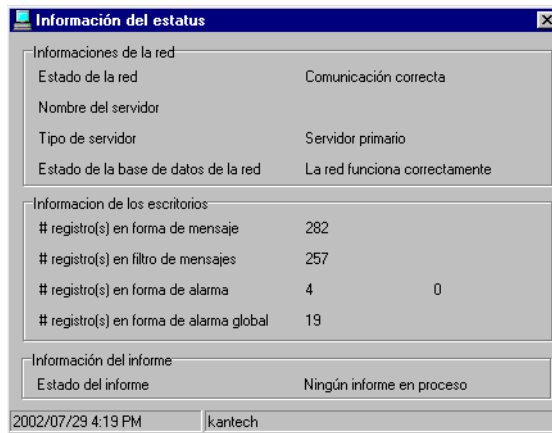 Información del estatus
Informaciones de la red
Estado de la red Comunicación correcta
Nombre del servidor
Tipo de servidor Servidor primario
Estado de la base de datos de la red La red funciona correctamente
Informacion de los escritorios
# registro(s) en forma de mensaje 282
# registro(s) en filtro de mensajes 257
# registro(s) en forma de alarma 4 0
# registro(s) en forma de alarma global 19
Información del informe
Estado del informe Ningún informe en proceso
2002/07/29 4:19 PM kantech